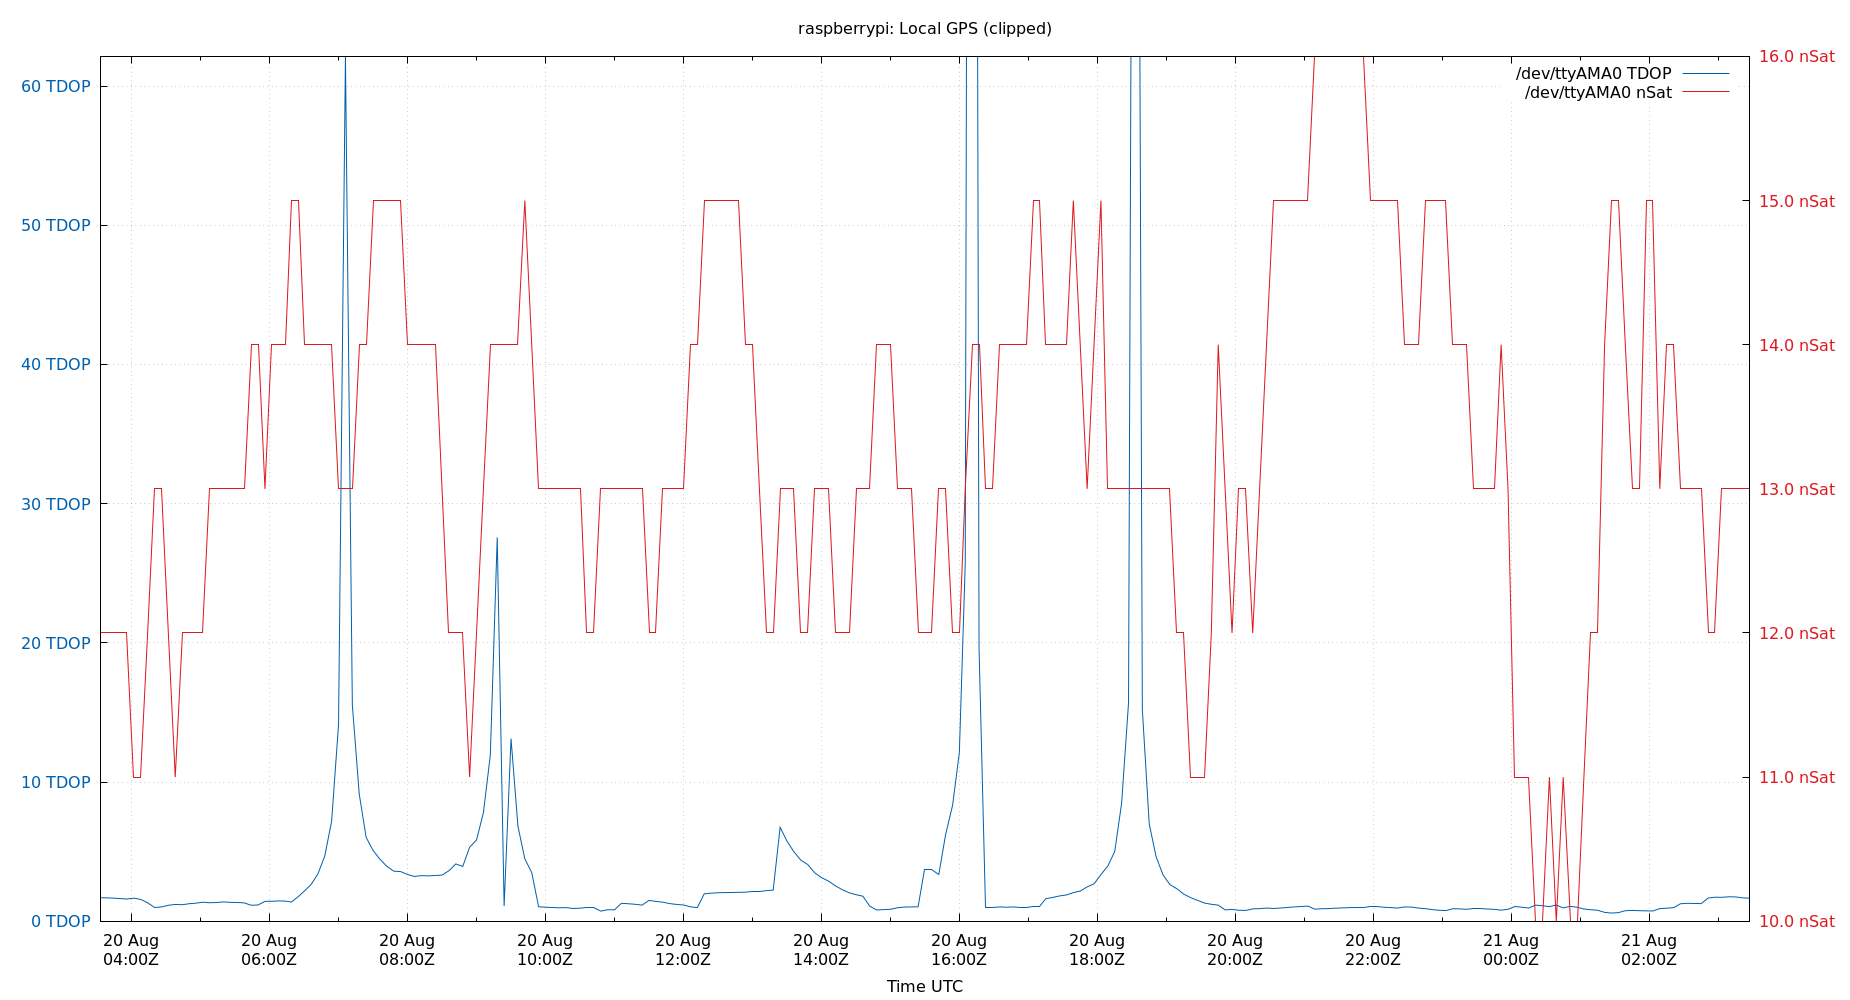 raspberrypi: Local GPS (clipped)
/dev/ttyAMA0 TDOP
/dev/ttyAMA0 nSat
60 TDOP
50 TDOP
40 TDOP
30 TDOP
20 TDOP
10 TDOP
0 TDOP
16.0 nSat
15.0 nSat
14.0 nSat
13.0 nSat
12.0 nSat
11.0 nSat
10.0 nSat
20 Aug 20 Aug 20 Aug 20 Aug 20 Aug 20 Aug 20 Aug 20 Aug 20 Aug 20 Aug 21 Aug 21 Aug
04:00Z 06:00Z 08:00Z 10:00Z 12:00Z 14:00Z 16:00Z 18:00Z 20:00Z 22:00Z 00:00Z 02:00Z
Time UTC